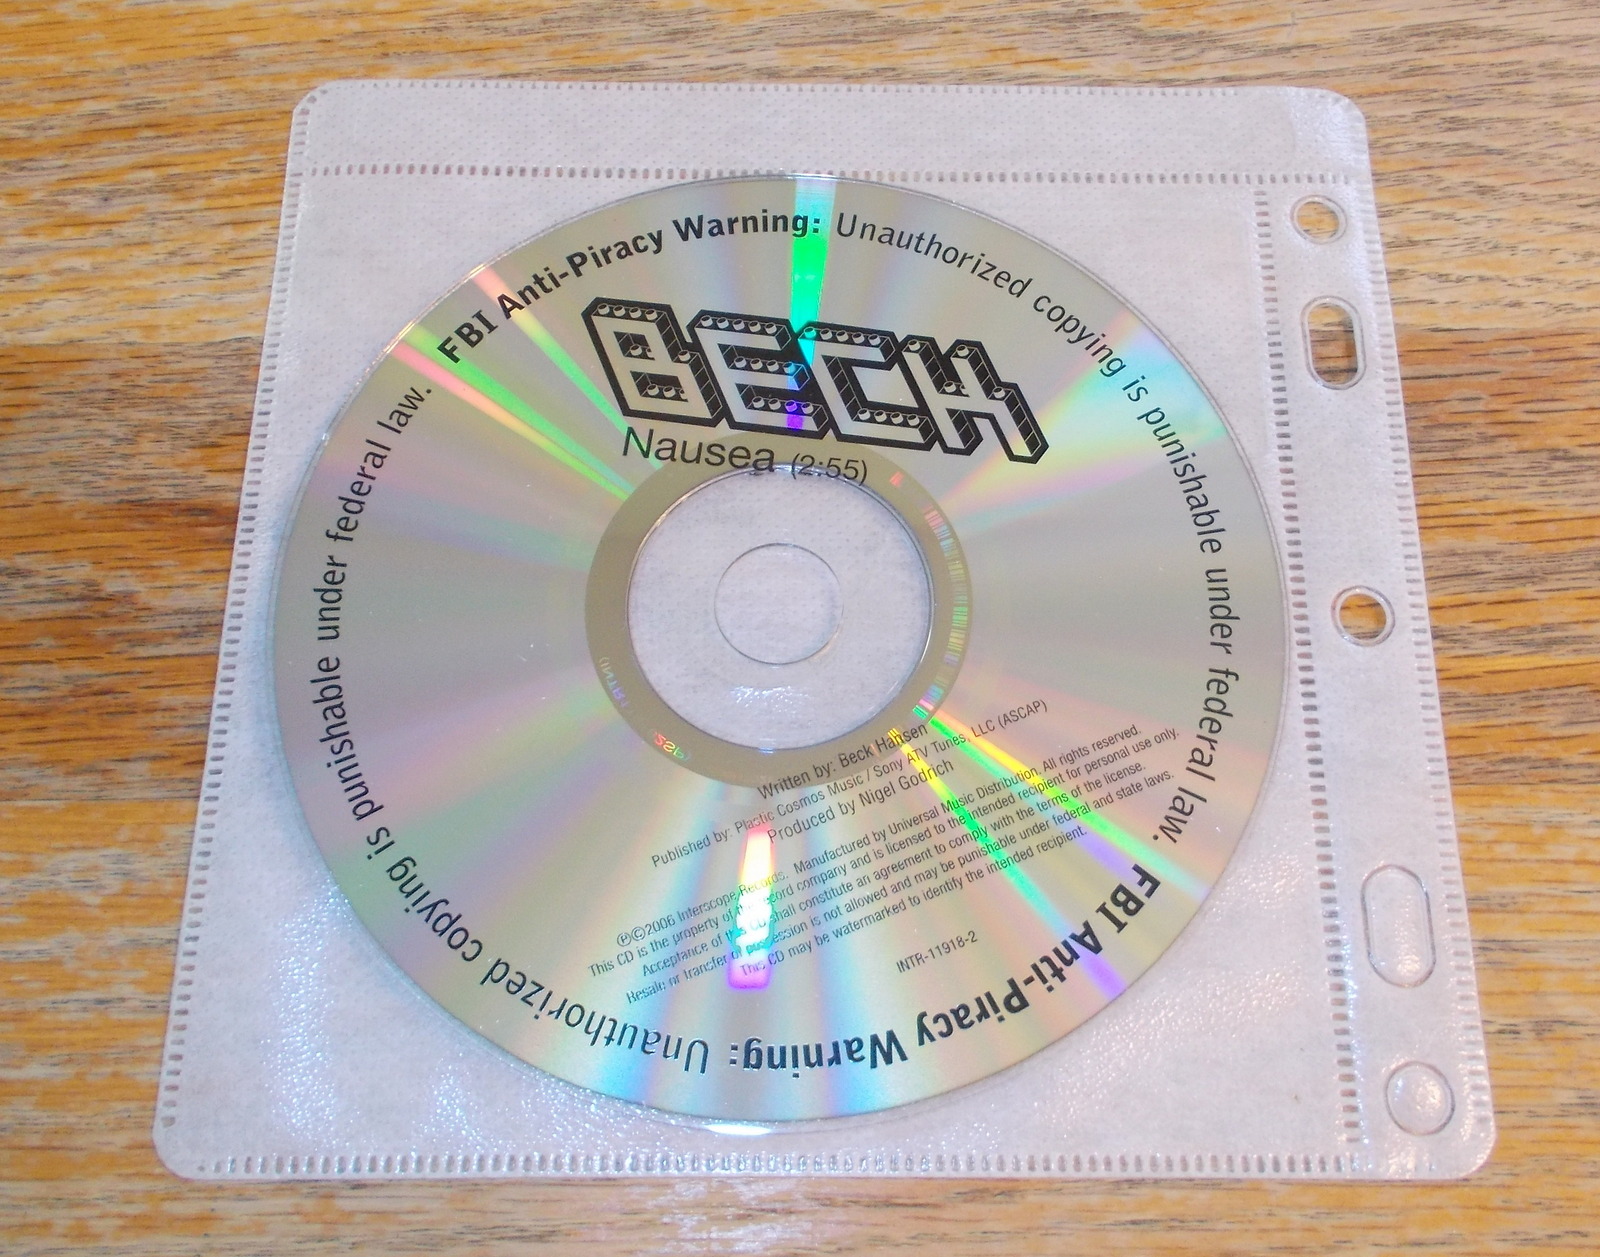 FBI Anti-Piracy Warning: Unauthorized copying is punishable under federal law.
BECK
Nausea (2:55)
Written by: Beck Hansen
Published by: Plastic Cosmos Music / Sony ATV Tunes, LLC (ASCAP)
Produced by Nigel Godrich
℗©2006 Interscope Records. Manufactured by Universal Music Distribution. All rights reserved.
This CD is the property of the record company and is licensed to the intended recipient for personal use only.
Acceptance of this CD shall constitute an agreement to comply with the terms of the license.
Resale or transfer of possession is not allowed and may be punishable under federal and state laws.
This CD may be watermarked to identify the intended recipient.
INTR-11918-2
FBI Anti-Piracy Warning: Unauthorized copying is punishable under federal law.